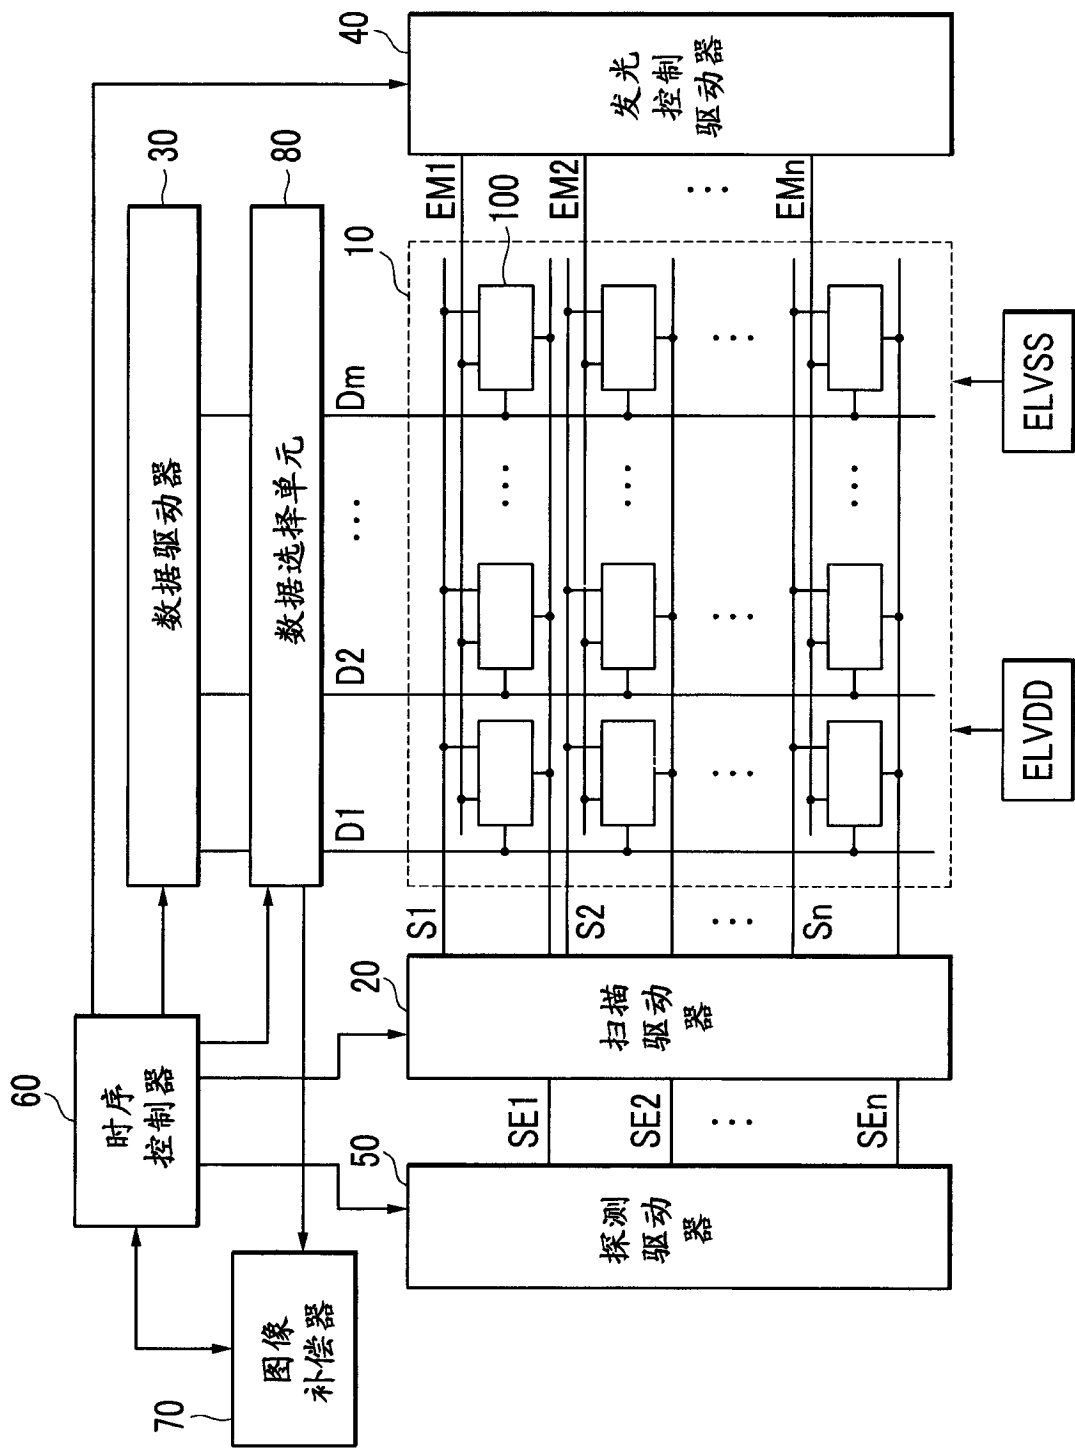 60
时序
控制器
70
图像
补偿器
30
数据驱动器
80
数据选择单元
D1
D2
...
Dm
50
探测
驱动
器
SE1
SE2
...
SEn
20
扫描
驱动
器
S1
S2
...
Sn
10
100
...
...
...
...
...
...
EM1
EM2
...
EMn
40
发光
控制
驱动器
ELVDD
ELVSS